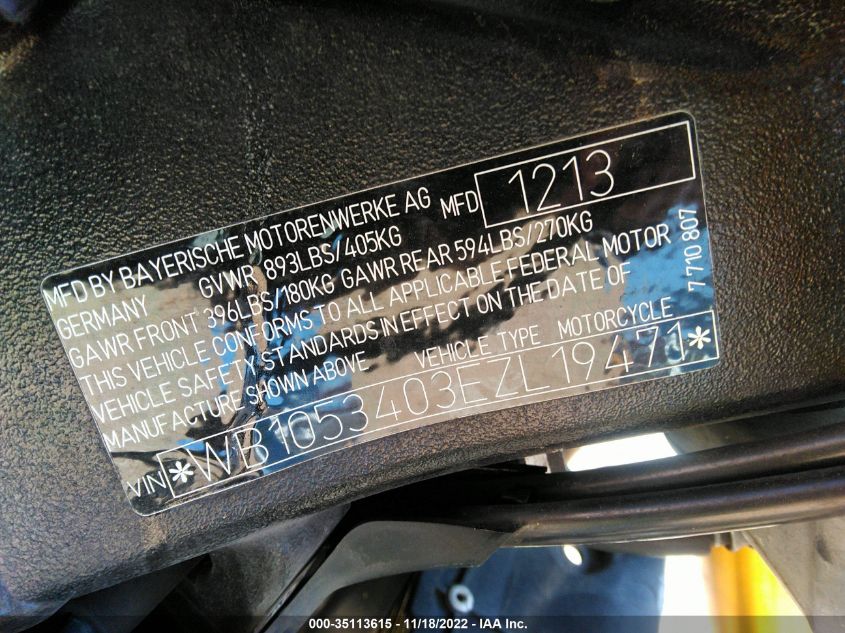 MFD BY BAYERISCHE MOTORENWERKE AG MFD 1213
GERMANY GVWR 893LBS/405KG
GAWR FRONT 396LBS/180KG GAWR REAR 594LBS/270KG
THIS VEHICLE CONFORMS TO ALL APPLICABLE FEDERAL MOTOR
VEHICLE SAFETY STANDARDS IN EFFECT ON THE DATE OF
MANUFACTURE SHOWN ABOVE VEHICLE TYPE MOTORCYCLE
VIN *WB1053403EZL19471*
7 710 807
000-35113615 - 11/18/2022 - IAA Inc.